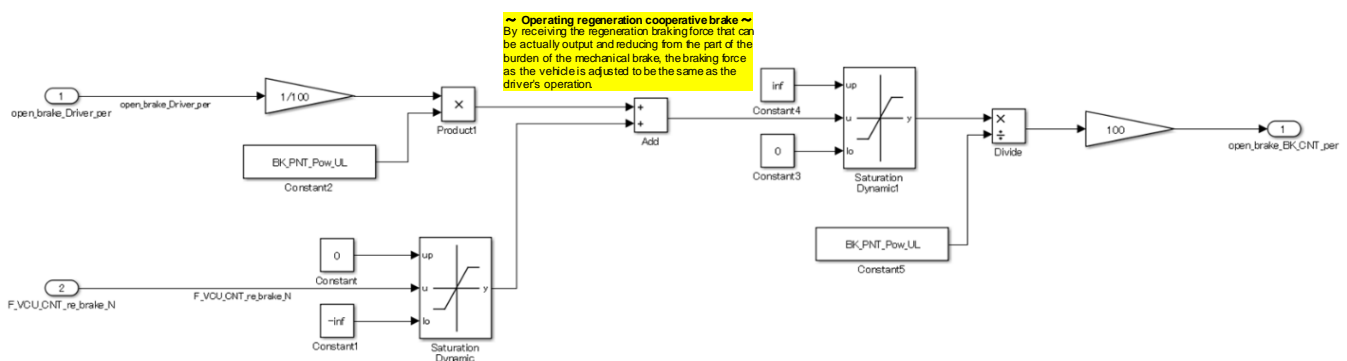 ～ Operating regeneration cooperative brake ～
By receiving the regeneration braking force that can
be actually output and reducing from the part of the
burden of the mechanical brake, the braking force
as the vehicle is adjusted to be the same as the
driver's operation.
1
open_brake_Driver_per
open_brake_Driver_per
1/100
×
Product1
BK_PNT_Pow_UL
Constant2
+
+
Add
inf
Constant4
0
Constant3
up
u
lo
y
Saturation
Dynamic1
×
÷
Divide
100
1
open_brake_BK_CNT_per
BK_PNT_Pow_UL
Constant5
2
F_VCU_CNT_re_brake_N
F_VCU_CNT_re_brake_N
0
Constant
-inf
Constant1
up
u
lo
y
Saturation
Dynamic